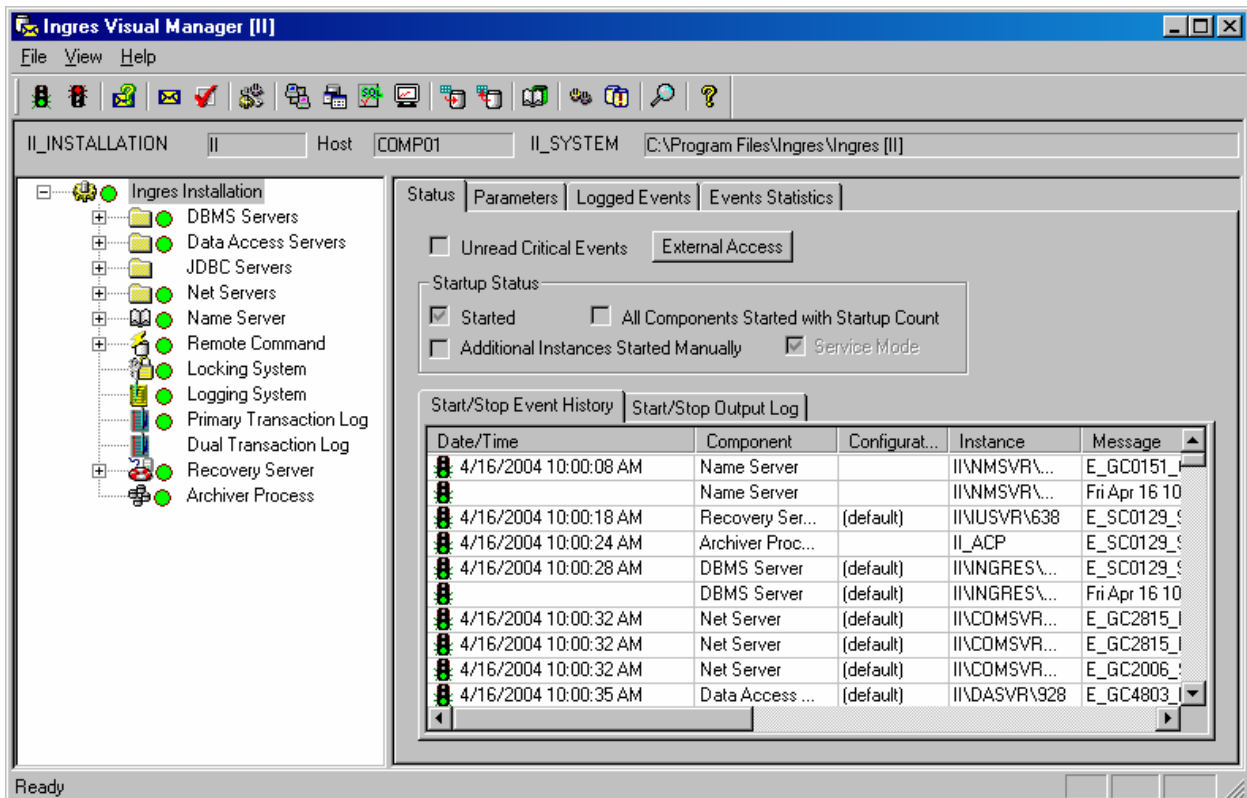 Ingres Visual Manager [II]
File View Help
II_INSTALLATION II Host COMP01 II_SYSTEM C:\Program Files\Ingres\Ingres [II]
Ingres Installation
DBMS Servers
Data Access Servers
JDBC Servers
Net Servers
Name Server
Remote Command
Locking System
Logging System
Primary Transaction Log
Dual Transaction Log
Recovery Server
Archiver Process
Status Parameters Logged Events Events Statistics
Unread Critical Events External Access
Startup Status
Started All Components Started with Startup Count
Additional Instances Started Manually Service Mode
Start/Stop Event History Start/Stop Output Log
Date/Time Component Configurat... Instance Message
4/16/2004 10:00:08 AM Name Server II\NMSVR\... E_GC0151_
Name Server II\NMSVR\... Fri Apr 16 10
4/16/2004 10:00:18 AM Recovery Ser... (default) II\IUSVR\638 E_SC0129_
4/16/2004 10:00:24 AM Archiver Proc... II_ACP E_SC0129_
4/16/2004 10:00:28 AM DBMS Server (default) II\INGRES\... E_SC0129_
DBMS Server (default) II\INGRES\... Fri Apr 16 10
4/16/2004 10:00:32 AM Net Server (default) II\COMSVR... E_GC2815_
4/16/2004 10:00:32 AM Net Server (default) II\COMSVR... E_GC2815_
4/16/2004 10:00:32 AM Net Server (default) II\COMSVR... E_GC2006_
4/16/2004 10:00:35 AM Data Access ... (default) II\DASVR\928 E_GC4803_
Ready